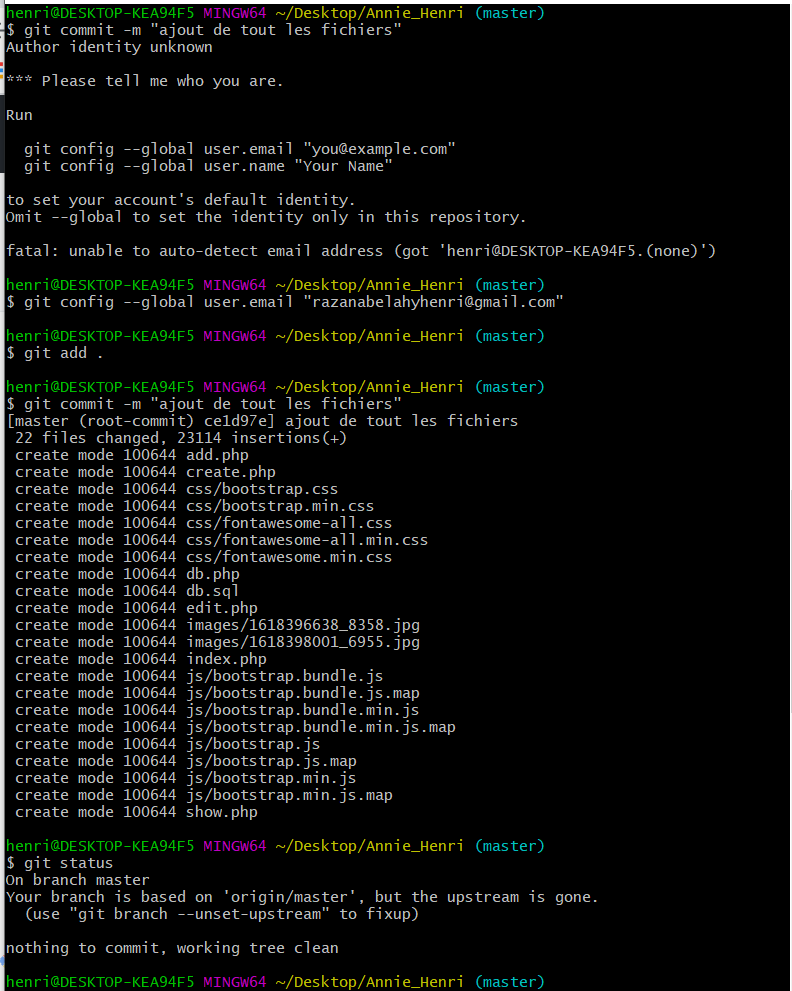 henri@DESKTOP-KEA94F5 MINGW64 ~/Desktop/Annie_Henri (master)
$ git commit -m "ajout de tout les fichiers"
Author identity unknown
*** Please tell me who you are.
Run
git config --global user.email "you@example.com"
git config --global user.name "Your Name"
to set your account's default identity.
Omit --global to set the identity only in this repository.
fatal: unable to auto-detect email address (got 'henri@DESKTOP-KEA94F5.(none)')
henri@DESKTOP-KEA94F5 MINGW64 ~/Desktop/Annie_Henri (master)
$ git config --global user.email "razanabelahyhenri@gmail.com"
henri@DESKTOP-KEA94F5 MINGW64 ~/Desktop/Annie_Henri (master)
$ git add .
henri@DESKTOP-KEA94F5 MINGW64 ~/Desktop/Annie_Henri (master)
$ git commit -m "ajout de tout les fichiers"
[master (root-commit) ce1d97e] ajout de tout les fichiers
22 files changed, 23114 insertions(+)
create mode 100644 add.php
create mode 100644 create.php
create mode 100644 css/bootstrap.css
create mode 100644 css/bootstrap.min.css
create mode 100644 css/fontawesome-all.css
create mode 100644 css/fontawesome-all.min.css
create mode 100644 css/fontawesome.min.css
create mode 100644 db.php
create mode 100644 db.sql
create mode 100644 edit.php
create mode 100644 images/1618396638_8358.jpg
create mode 100644 images/1618398001_6955.jpg
create mode 100644 index.php
create mode 100644 js/bootstrap.bundle.js
create mode 100644 js/bootstrap.bundle.js.map
create mode 100644 js/bootstrap.bundle.min.js
create mode 100644 js/bootstrap.bundle.min.js.map
create mode 100644 js/bootstrap.js
create mode 100644 js/bootstrap.js.map
create mode 100644 js/bootstrap.min.js
create mode 100644 js/bootstrap.min.js.map
create mode 100644 show.php
henri@DESKTOP-KEA94F5 MINGW64 ~/Desktop/Annie_Henri (master)
$ git status
On branch master
Your branch is based on 'origin/master', but the upstream is gone.
(use "git branch --unset-upstream" to fixup)
nothing to commit, working tree clean
henri@DESKTOP-KEA94F5 MINGW64 ~/Desktop/Annie_Henri (master)